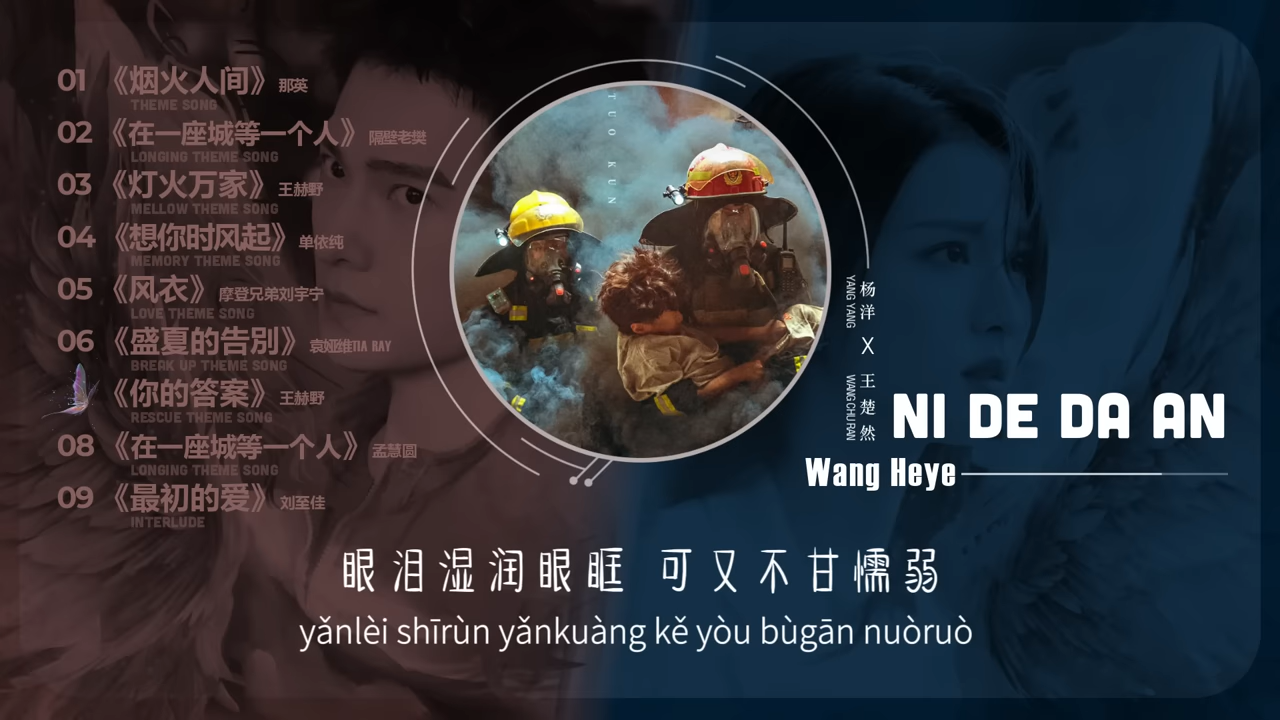 01 《烟火人间》 那英
THEME SONG
02 《在一座城等一个人》 隔壁老樊
LONGING THEME SONG
03 《灯火万家》 王赫野
MELLOW THEME SONG
04 《想你时风起》 单依纯
MEMORY THEME SONG
05 《风衣》 摩登兄弟刘宇宁
LOVE THEME SONG
06 《盛夏的告别》 袁娅维TIA RAY
BREAK UP THEME SONG
《你的答案》 王赫野
RESCUE THEME SONG
08 《在一座城等一个人》 孟慧圆
LONGING THEME SONG
09 《最初的爱》 刘至佳
INTERLUDE
TUO KUN
杨洋 X 王楚然
YANG YANG WANG CHU RAN
NI DE DA AN
Wang Heye
眼泪湿润眼眶 可又不甘懦弱
yǎnlèi shīrùn yǎnkuàng kě yòu bùgān nuòruò